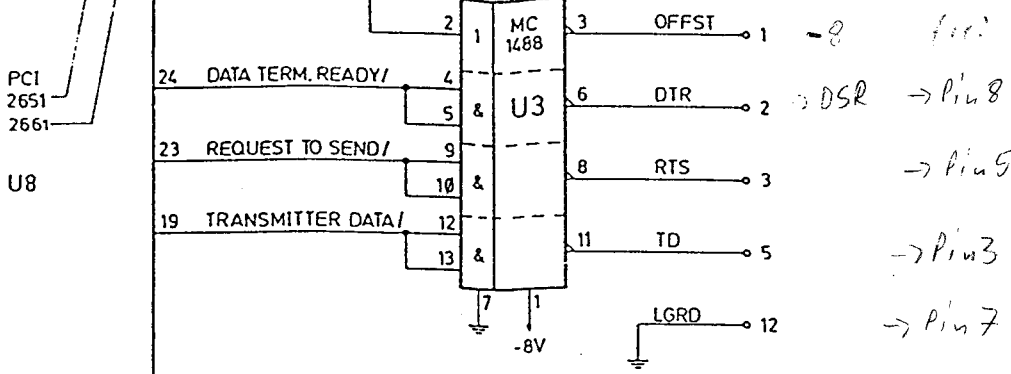 2 1 MC 1488 3 OFFST 1 -8
PCI 2651 2661
24 DATA TERM. READY/ 4 5 & U3 6 DTR 2 → DSR → Pin 8
U8
23 REQUEST TO SEND/ 9 10 & 8 RTS 3 → Pin 5
19 TRANSMITTER DATA/ 12 13 & 11 TD 5 → Pin 3
7 1 LGRD 12 → Pin 7
-8V